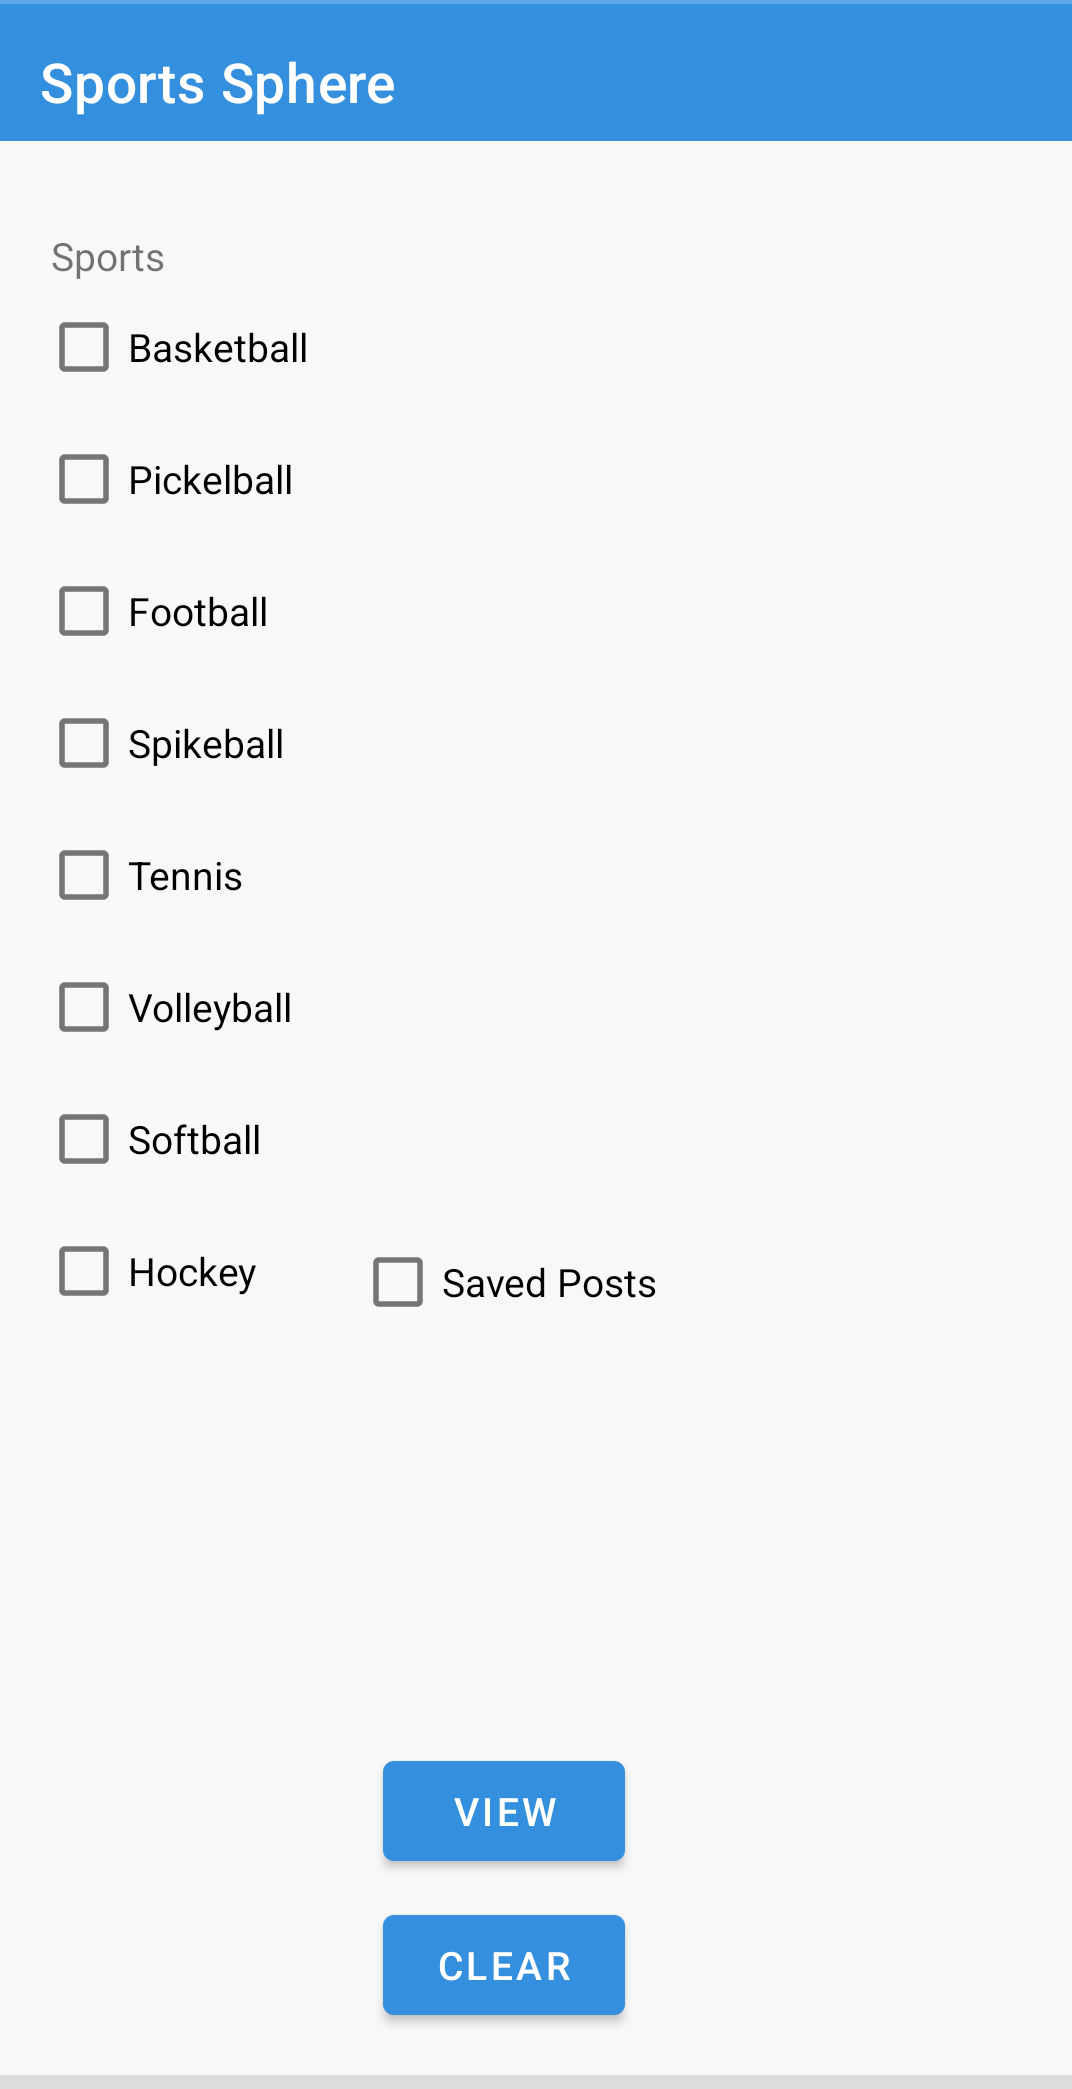 Sports Sphere
Sports
Basketball
Pickelball
Football
Spikeball
Tennis
Volleyball
Softball
Hockey
Saved Posts
VIEW
CLEAR